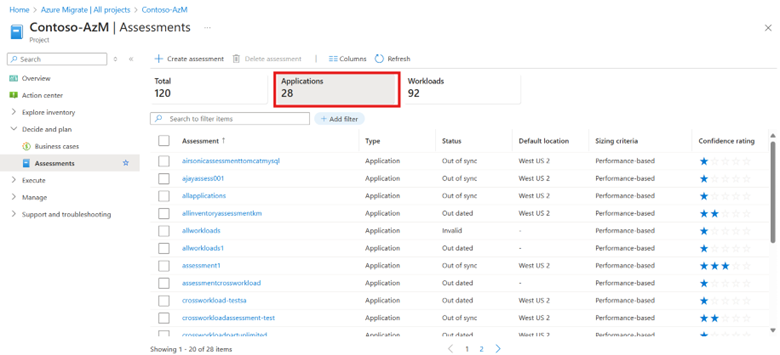 Home > Azure Migrate | All projects > Contoso-AzM
Contoso-AzM | Assessments ...
Project
Search
Overview
Action center
Explore inventory
Decide and plan
Business cases
Assessments
Execute
Manage
Support and troubleshooting
Create assessment Delete assessment Columns Refresh
Total Applications Workloads
120 28 92
Search to filter items Add filter
Assessment ↑ Type Status Default location Sizing criteria Confidence rating
airsonicassessmenttomcatmysql Application Out of sync West US 2 Performance-based
ajayassess001 Application Out of sync West US 2 Performance-based
allapplications Application Out of sync West US 2 Performance-based
allinventoryassessmentkm Application Out dated West US 2 Performance-based
allworkloads Application Invalid - Performance-based
allworkloads1 Application Out dated - Performance-based
assessment1 Application Out of sync West US 2 Performance-based
assessmentcrossworkload Application Out dated - Performance-based
crossworkload-testsa Application Out dated West US 2 Performance-based
crossworkloadassessment-test Application Out of sync West US 2 Performance-based
crossworkloadpartunlimited Application Out dated West US 2 Performance-based
Showing 1 - 20 of 28 items < 1 2 >